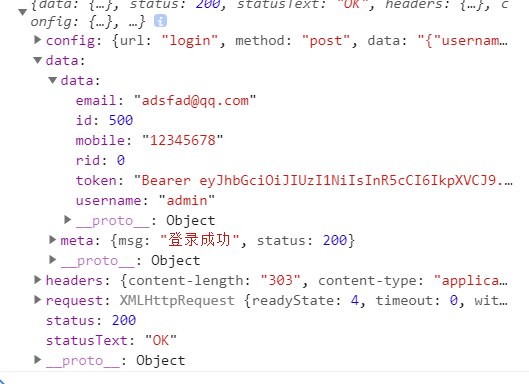 {data: {…}, status: 200, statusText: "OK", headers: {…}, c
onfig: {…}, …} i
config: {url: "login", method: "post", data: "{"usernam…
data:
data:
email: "adsfad@qq.com"
id: 500
mobile: "12345678"
rid: 0
token: "Bearer eyJhbGciOiJIUzI1NiIsInR5cCI6IkpXVCJ9.…
username: "admin"
__proto__: Object
meta: {msg: "登录成功", status: 200}
__proto__: Object
headers: {content-length: "303", content-type: "applica…
request: XMLHttpRequest {readyState: 4, timeout: 0, wit…
status: 200
statusText: "OK"
__proto__: Object